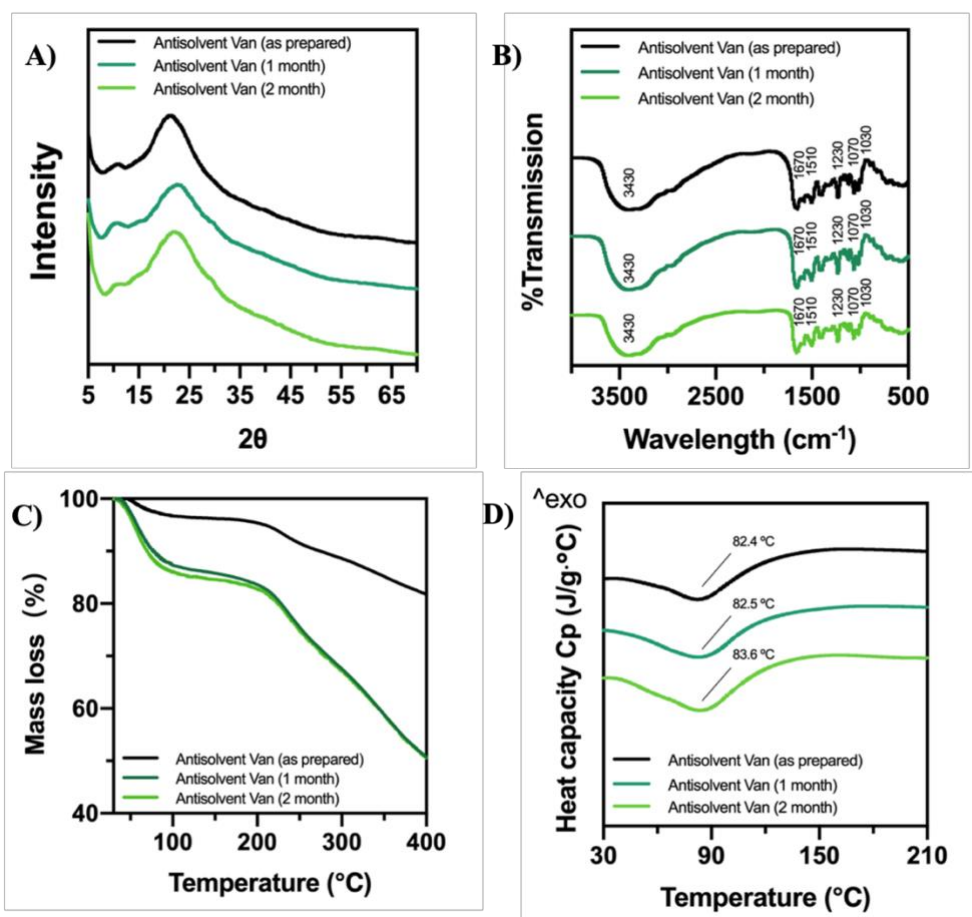 A)
Antisolvent Van (as prepared)
Antisolvent Van (1 month)
Antisolvent Van (2 month)
Intensity
5 15 25 35 45 55 65
2θ
B)
Antisolvent Van (as prepared)
Antisolvent Van (1 month)
Antisolvent Van (2 month)
%Transmission
3430 1670 1510 1230 1070 1030
3430 1670 1510 1230 1070 1030
3430 1670 1510 1230 1070 1030
3500 2500 1500 500
Wavelength (cm-1)
C)
100
80
60
40
Mass loss (%)
Antisolvent Van (as prepared)
Antisolvent Van (1 month)
Antisolvent Van (2 month)
100 200 300 400
Temperature (°C)
D)
^exo
Heat capacity Cp (J/g·°C)
82.4 ºC
82.5 ºC
83.6 ºC
Antisolvent Van (as prepared)
Antisolvent Van (1 month)
Antisolvent Van (2 month)
30 90 150 210
Temperature (°C)